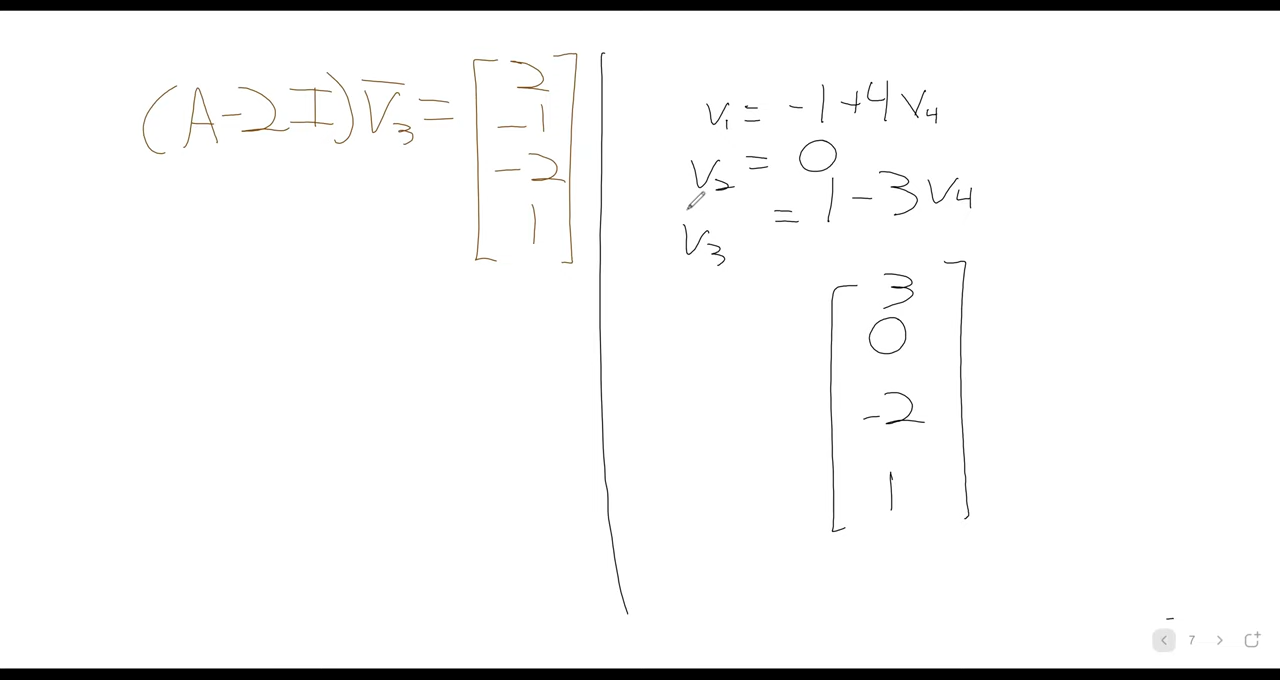 (A-2I)V̅₃ = [2
-1
-2
1]
v₁ = -1+4v₄
v₂ = 0
v₃ = 1-3v₄
[3
0
-2
1]
7